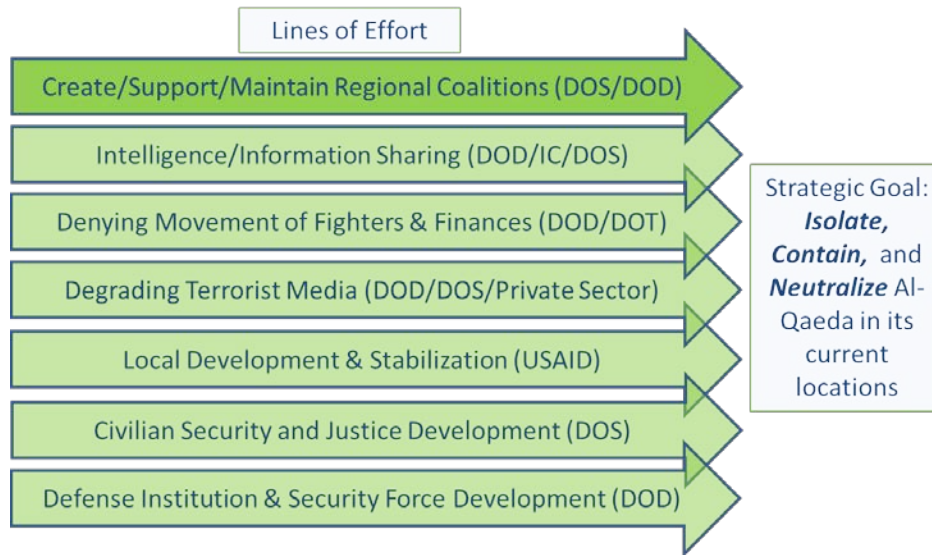 Lines of Effort
Create/Support/Maintain Regional Coalitions (DOS/DOD)
Intelligence/Information Sharing (DOD/IC/DOS)
Denying Movement of Fighters & Finances (DOD/DOT)
Degrading Terrorist Media (DOD/DOS/Private Sector)
Local Development & Stabilization (USAID)
Civilian Security and Justice Development (DOS)
Defense Institution & Security Force Development (DOD)
Strategic Goal:
Isolate,
Contain, and
Neutralize Al-
Qaeda in its
current
locations